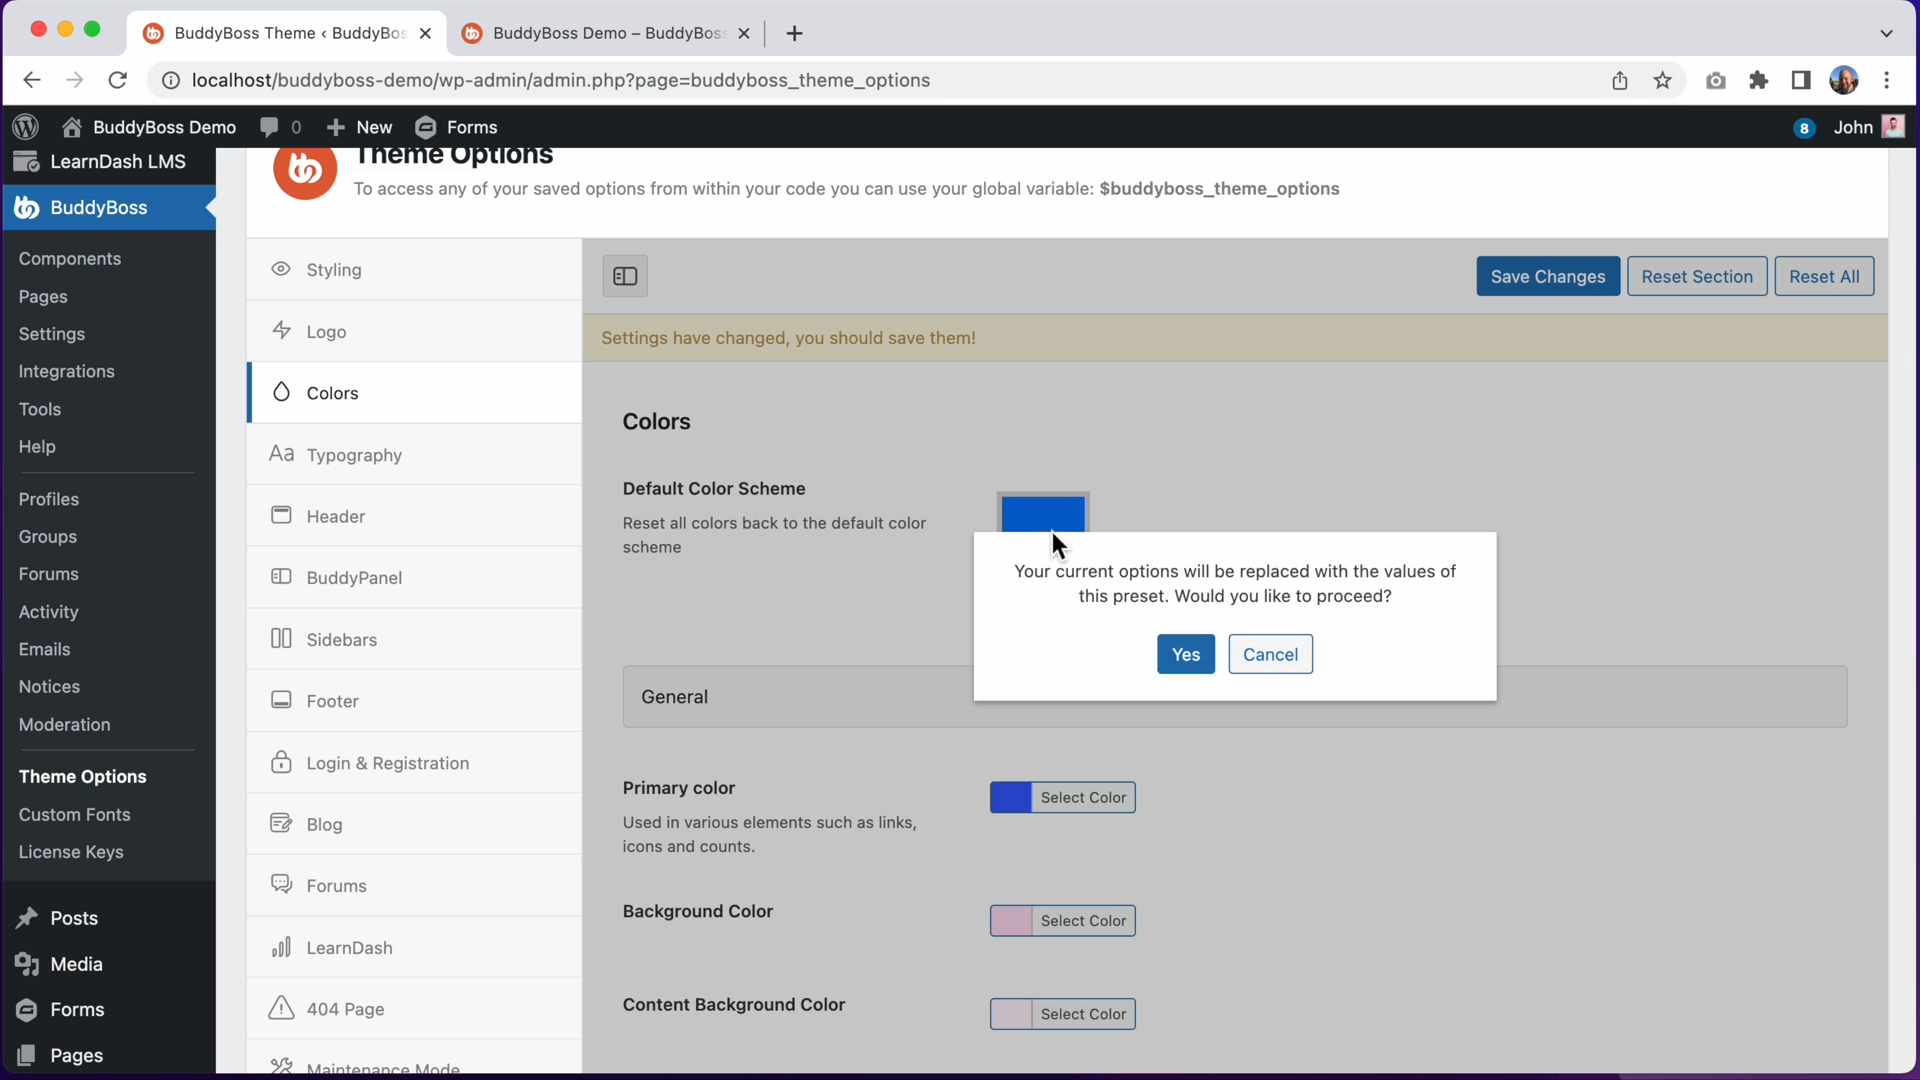 BuddyBoss Theme ‹ BuddyBos
BuddyBoss Demo – BuddyBos
localhost/buddyboss-demo/wp-admin/admin.php?page=buddyboss_theme_options
BuddyBoss Demo
0
New
Forms
8
John
LearnDash LMS
BuddyBoss
Components
Pages
Settings
Integrations
Tools
Help
Profiles
Groups
Forums
Activity
Emails
Notices
Moderation
Theme Options
Custom Fonts
License Keys
Posts
Media
Forms
Pages
Theme Options
To access any of your saved options from within your code you can use your global variable: $buddyboss_theme_options
Styling
Logo
Colors
Aa Typography
Header
BuddyPanel
Sidebars
Footer
Login & Registration
Blog
Forums
LearnDash
404 Page
Maintenance Mode
Save Changes
Reset Section
Reset All
Settings have changed, you should save them!
Colors
Default Color Scheme
Reset all colors back to the default color
scheme
Your current options will be replaced with the values of
this preset. Would you like to proceed?
Yes
Cancel
General
Primary color
Used in various elements such as links,
icons and counts.
Select Color
Background Color
Select Color
Content Background Color
Select Color